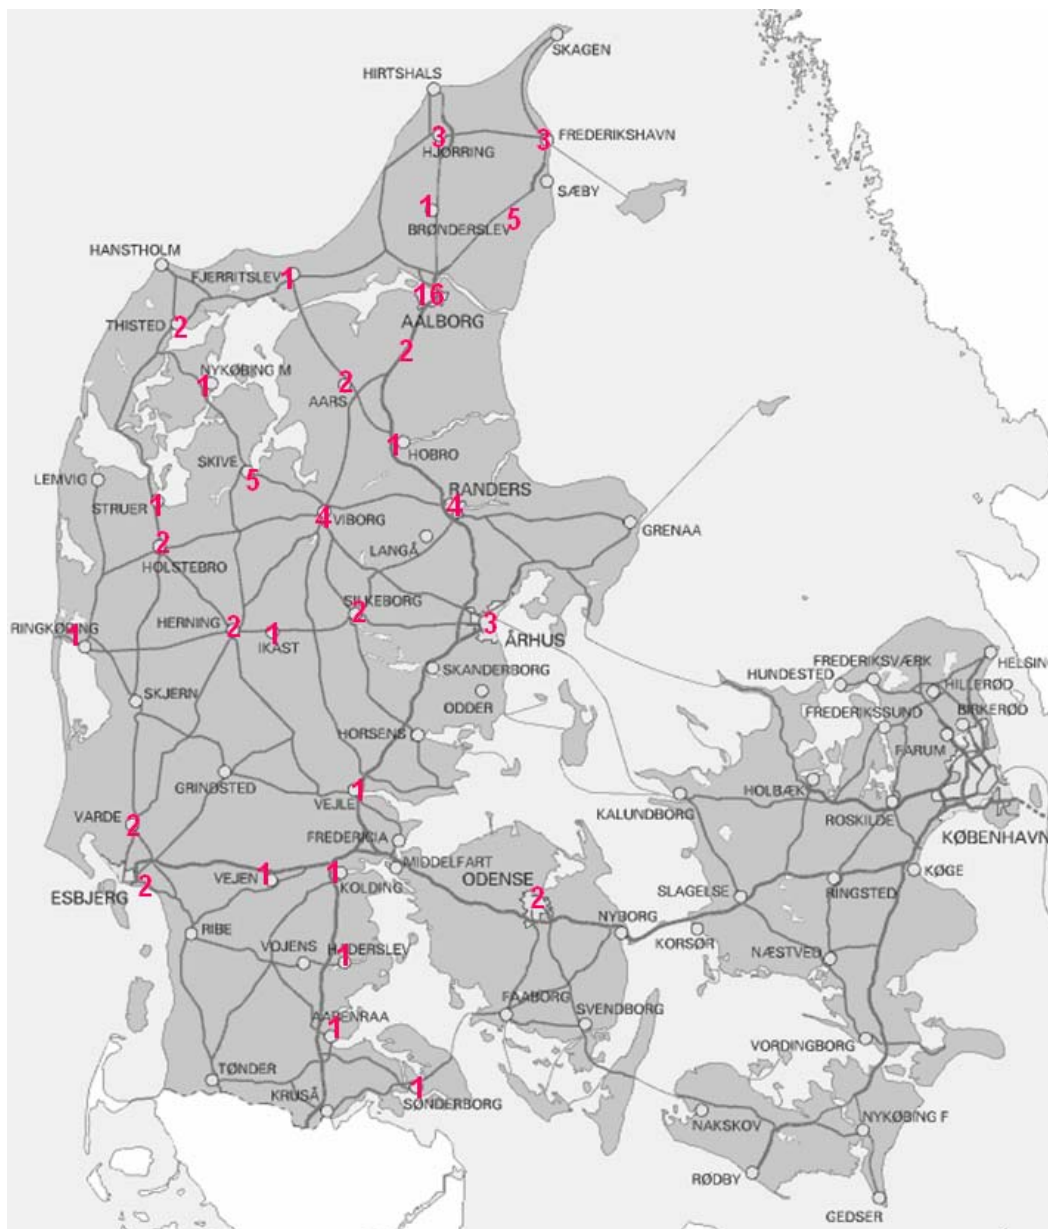 SKAGEN
HIRTSHALS
3
HJØRRING
3
FREDERIKSHAVN
SÆBY
1
BRØNDERSLEV
5
HANSTHOLM
FJERRITSLEV
1
16
AALBORG
THISTED
2
2
NYKØBING M
1
2
AARS
1
HOBRO
SKIVE
5
LEMVIG
STRUER
1
RANDERS
4
4
VIBORG
GRENAA
LANGÅ
2
HOLSTEBRO
SILKEBORG
2
HERNING
2
1
IKAST
3
ÅRHUS
RINGKØBING
1
SKANDERBORG
ODDER
SKJERN
HORSENS
GRINDSTED
1
VEJLE
VARDE
2
FREDERICIA
MIDDELFART
VEJEN
1
1
KOLDING
ESBJERG
2
ODENSE
2
NYBORG
RIBE
VOJENS
HADERSLEV
1
FAABORG
SVENDBORG
AABENRAA
1
TØNDER
KRUSÅ
1
SØNDERBORG
HELSING
HUNDESTED
FREDERIKSVÆRK
HILLERØD
FREDERIKSSUND
BIRKERØD
FARUM
HOLBÆK
KALUNDBORG
ROSKILDE
KØBENHAVN
SLAGELSE
RINGSTED
KØGE
KORSØR
NÆSTVED
VORDINGBORG
NAKSKOV
NYKØBING F
RØDBY
GEDSER